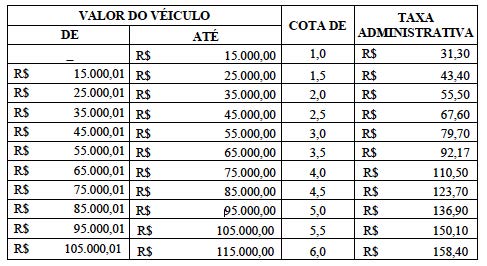 VALOR DO VÉICULO COTA DE TAXA ADMINISTRATIVA
DE ATÉ
_ R$ 15.000,00 1,0 R$ 31,30
R$ 15.000,01 R$ 25.000,00 1,5 R$ 43,40
R$ 25.000,01 R$ 35.000,00 2,0 R$ 55,50
R$ 35.000,01 R$ 45.000,00 2,5 R$ 67,60
R$ 45.000,01 R$ 55.000,00 3,0 R$ 79,70
R$ 55.000,01 R$ 65.000,00 3,5 R$ 92,17
R$ 65.000,01 R$ 75.000,00 4,0 R$ 110,50
R$ 75.000,01 R$ 85.000,00 4,5 R$ 123,70
R$ 85.000,01 R$ 95.000,00 5,0 R$ 136,90
R$ 95.000,01 R$ 105.000,00 5,5 R$ 150,10
R$ 105.000,01 R$ 115.000,00 6,0 R$ 158,40